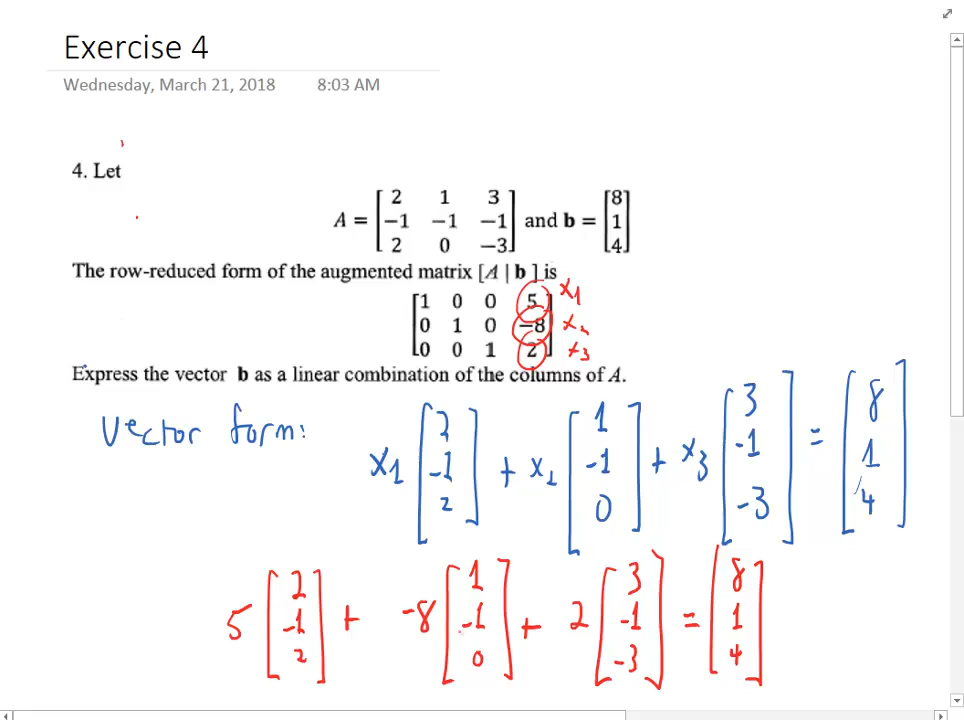 Exercise 4
Wednesday, March 21, 2018 8:03 AM
4. Let
A = [2 1 3; -1 -1 -1; 2 0 -3] and b = [8; 1; 4]
The row-reduced form of the augmented matrix [A | b ] is
[1 0 0 5; 0 1 0 -8; 0 0 1 2] x1 x2 x3
Express the vector b as a linear combination of the columns of A.
Vector form:
x1 [2; -1; 2] + x2 [1; -1; 0] + x3 [3; -1; -3] = [8; 1; 4]
5 [2; -1; 2] + -8 [1; -1; 0] + 2 [3; -1; -3] = [8; 1; 4]